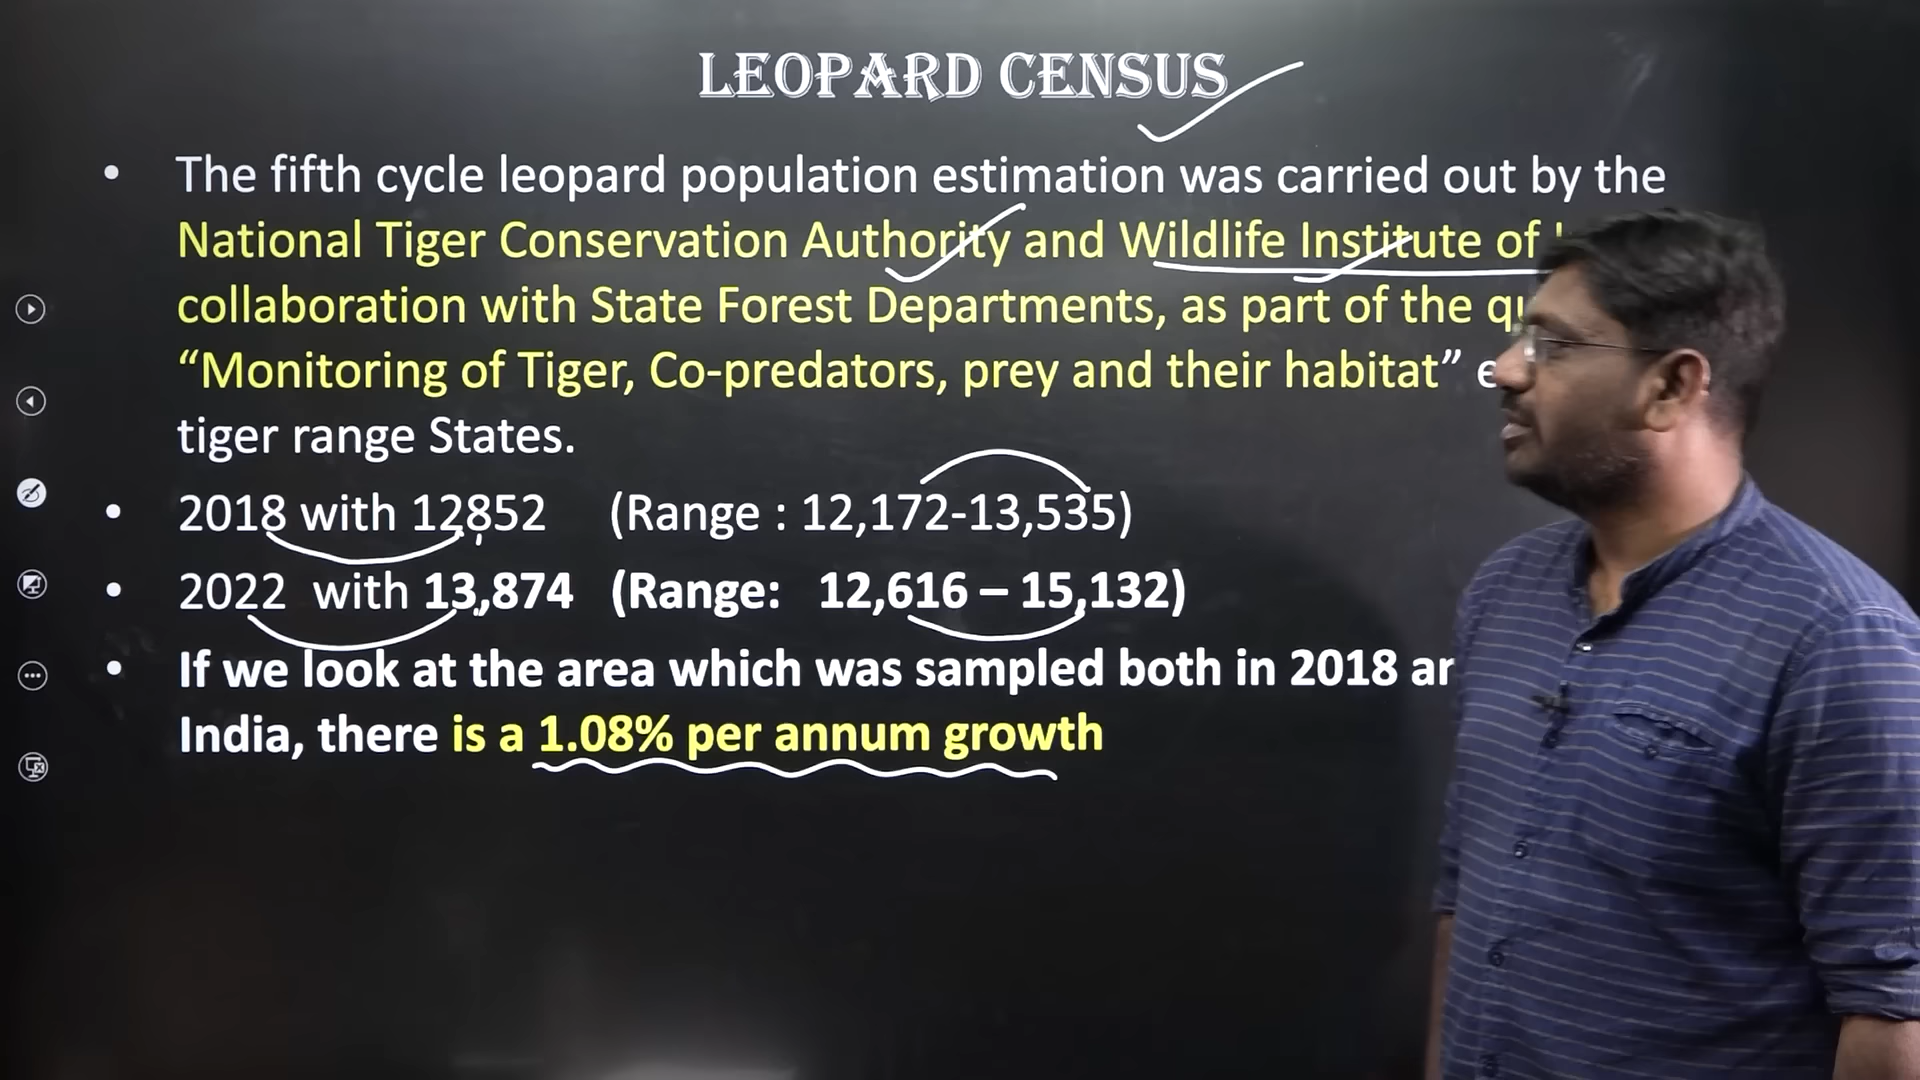 LEOPARD CENSUS
• The fifth cycle leopard population estimation was carried out by the
National Tiger Conservation Authority and Wildlife Institute of
collaboration with State Forest Departments, as part of the
“Monitoring of Tiger, Co-predators, prey and their habitat”
tiger range States.
• 2018 with 12852 (Range : 12,172-13,535)
• 2022 with 13,874 (Range: 12,616 – 15,132)
• If we look at the area which was sampled both in 2018
India, there is a 1.08% per annum growth